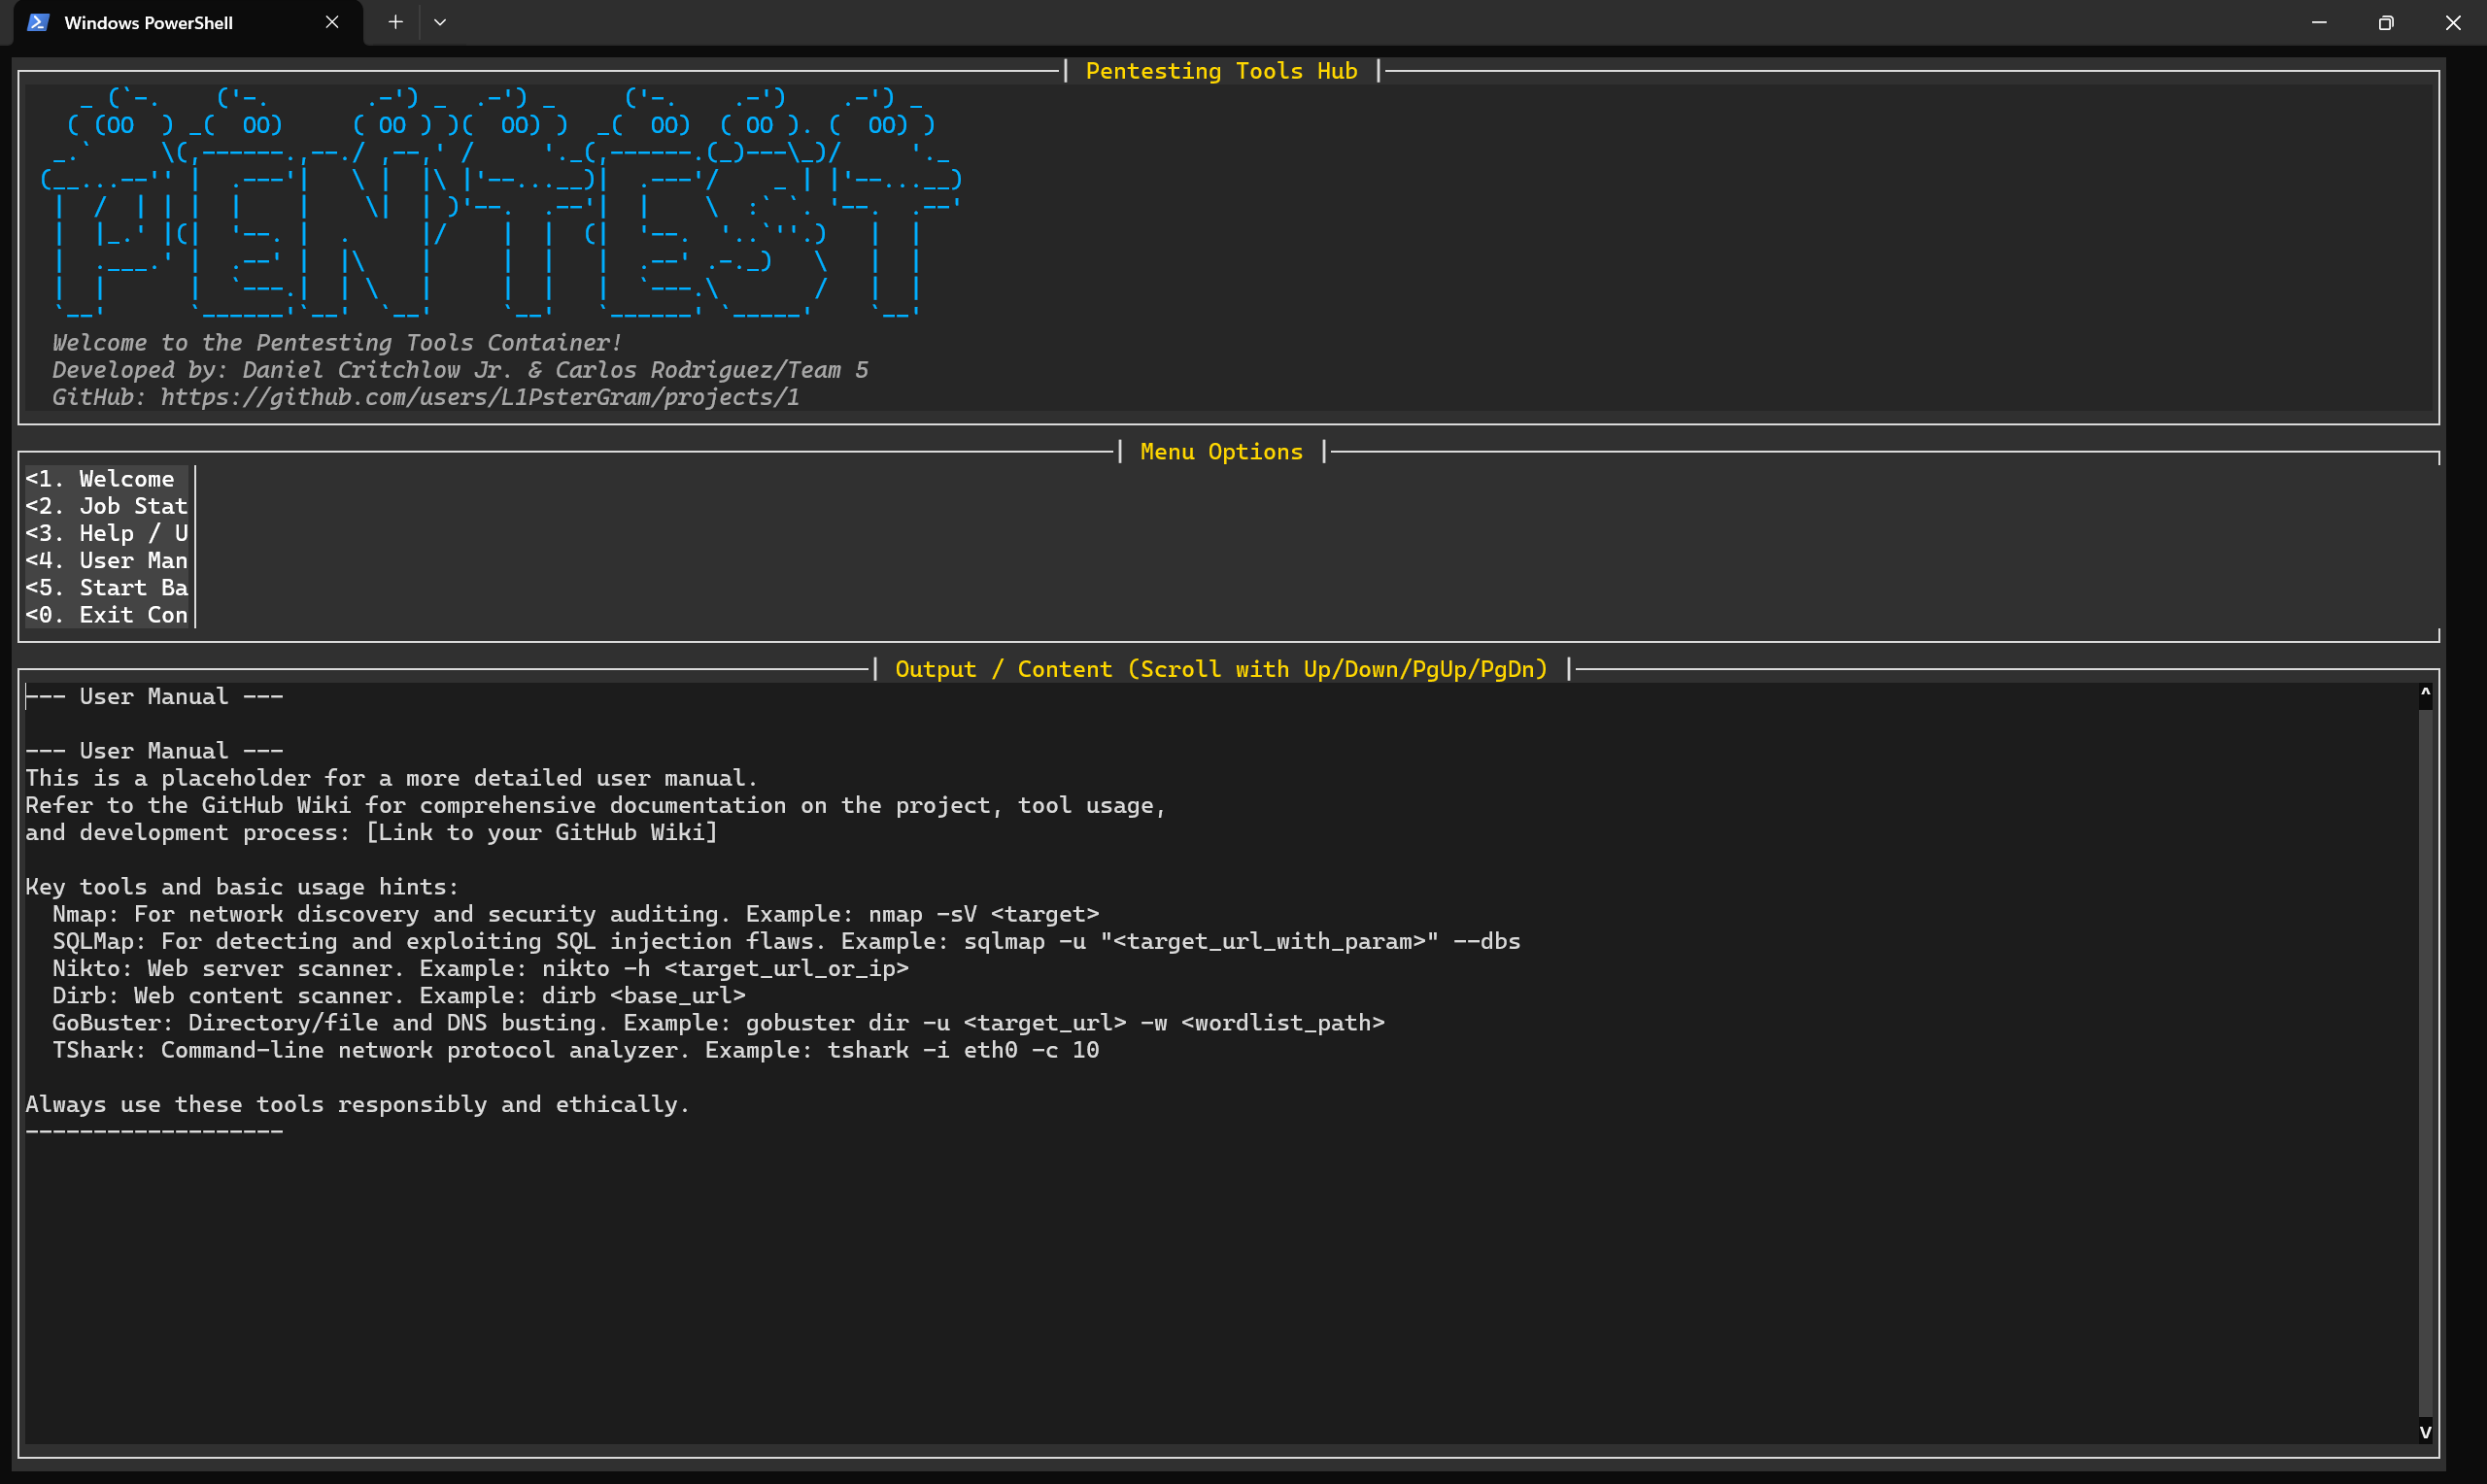 Windows PowerShell
Pentesting Tools Hub
PENTEST
Welcome to the Pentesting Tools Container!
Developed by: Daniel Critchlow Jr. & Carlos Rodriguez/Team 5
GitHub: https://github.com/users/L1PsterGram/projects/1
Menu Options
<1. Welcome
<2. Job Stat
<3. Help / U
<4. User Man
<5. Start Ba
<0. Exit Con
Output / Content (Scroll with Up/Down/PgUp/PgDn)
--- User Manual ---
--- User Manual ---
This is a placeholder for a more detailed user manual.
Refer to the GitHub Wiki for comprehensive documentation on the project, tool usage,
and development process: [Link to your GitHub Wiki]
Key tools and basic usage hints:
Nmap: For network discovery and security auditing. Example: nmap -sV <target>
SQLMap: For detecting and exploiting SQL injection flaws. Example: sqlmap -u "<target_url_with_param>" --dbs
Nikto: Web server scanner. Example: nikto -h <target_url_or_ip>
Dirb: Web content scanner. Example: dirb <base_url>
GoBuster: Directory/file and DNS busting. Example: gobuster dir -u <target_url> -w <wordlist_path>
TShark: Command-line network protocol analyzer. Example: tshark -i eth0 -c 10
Always use these tools responsibly and ethically.
-------------------